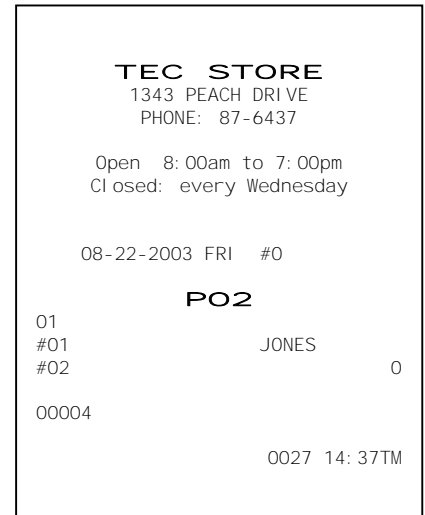 TEC STORE
1343 PEACH DRIVE
PHONE: 87-6437
Open 8:00am to 7:00pm
Closed: every Wednesday
08-22-2003 FRI #0
PO2
01
#01 JONES
#02 0
00004
0027 14:37TM